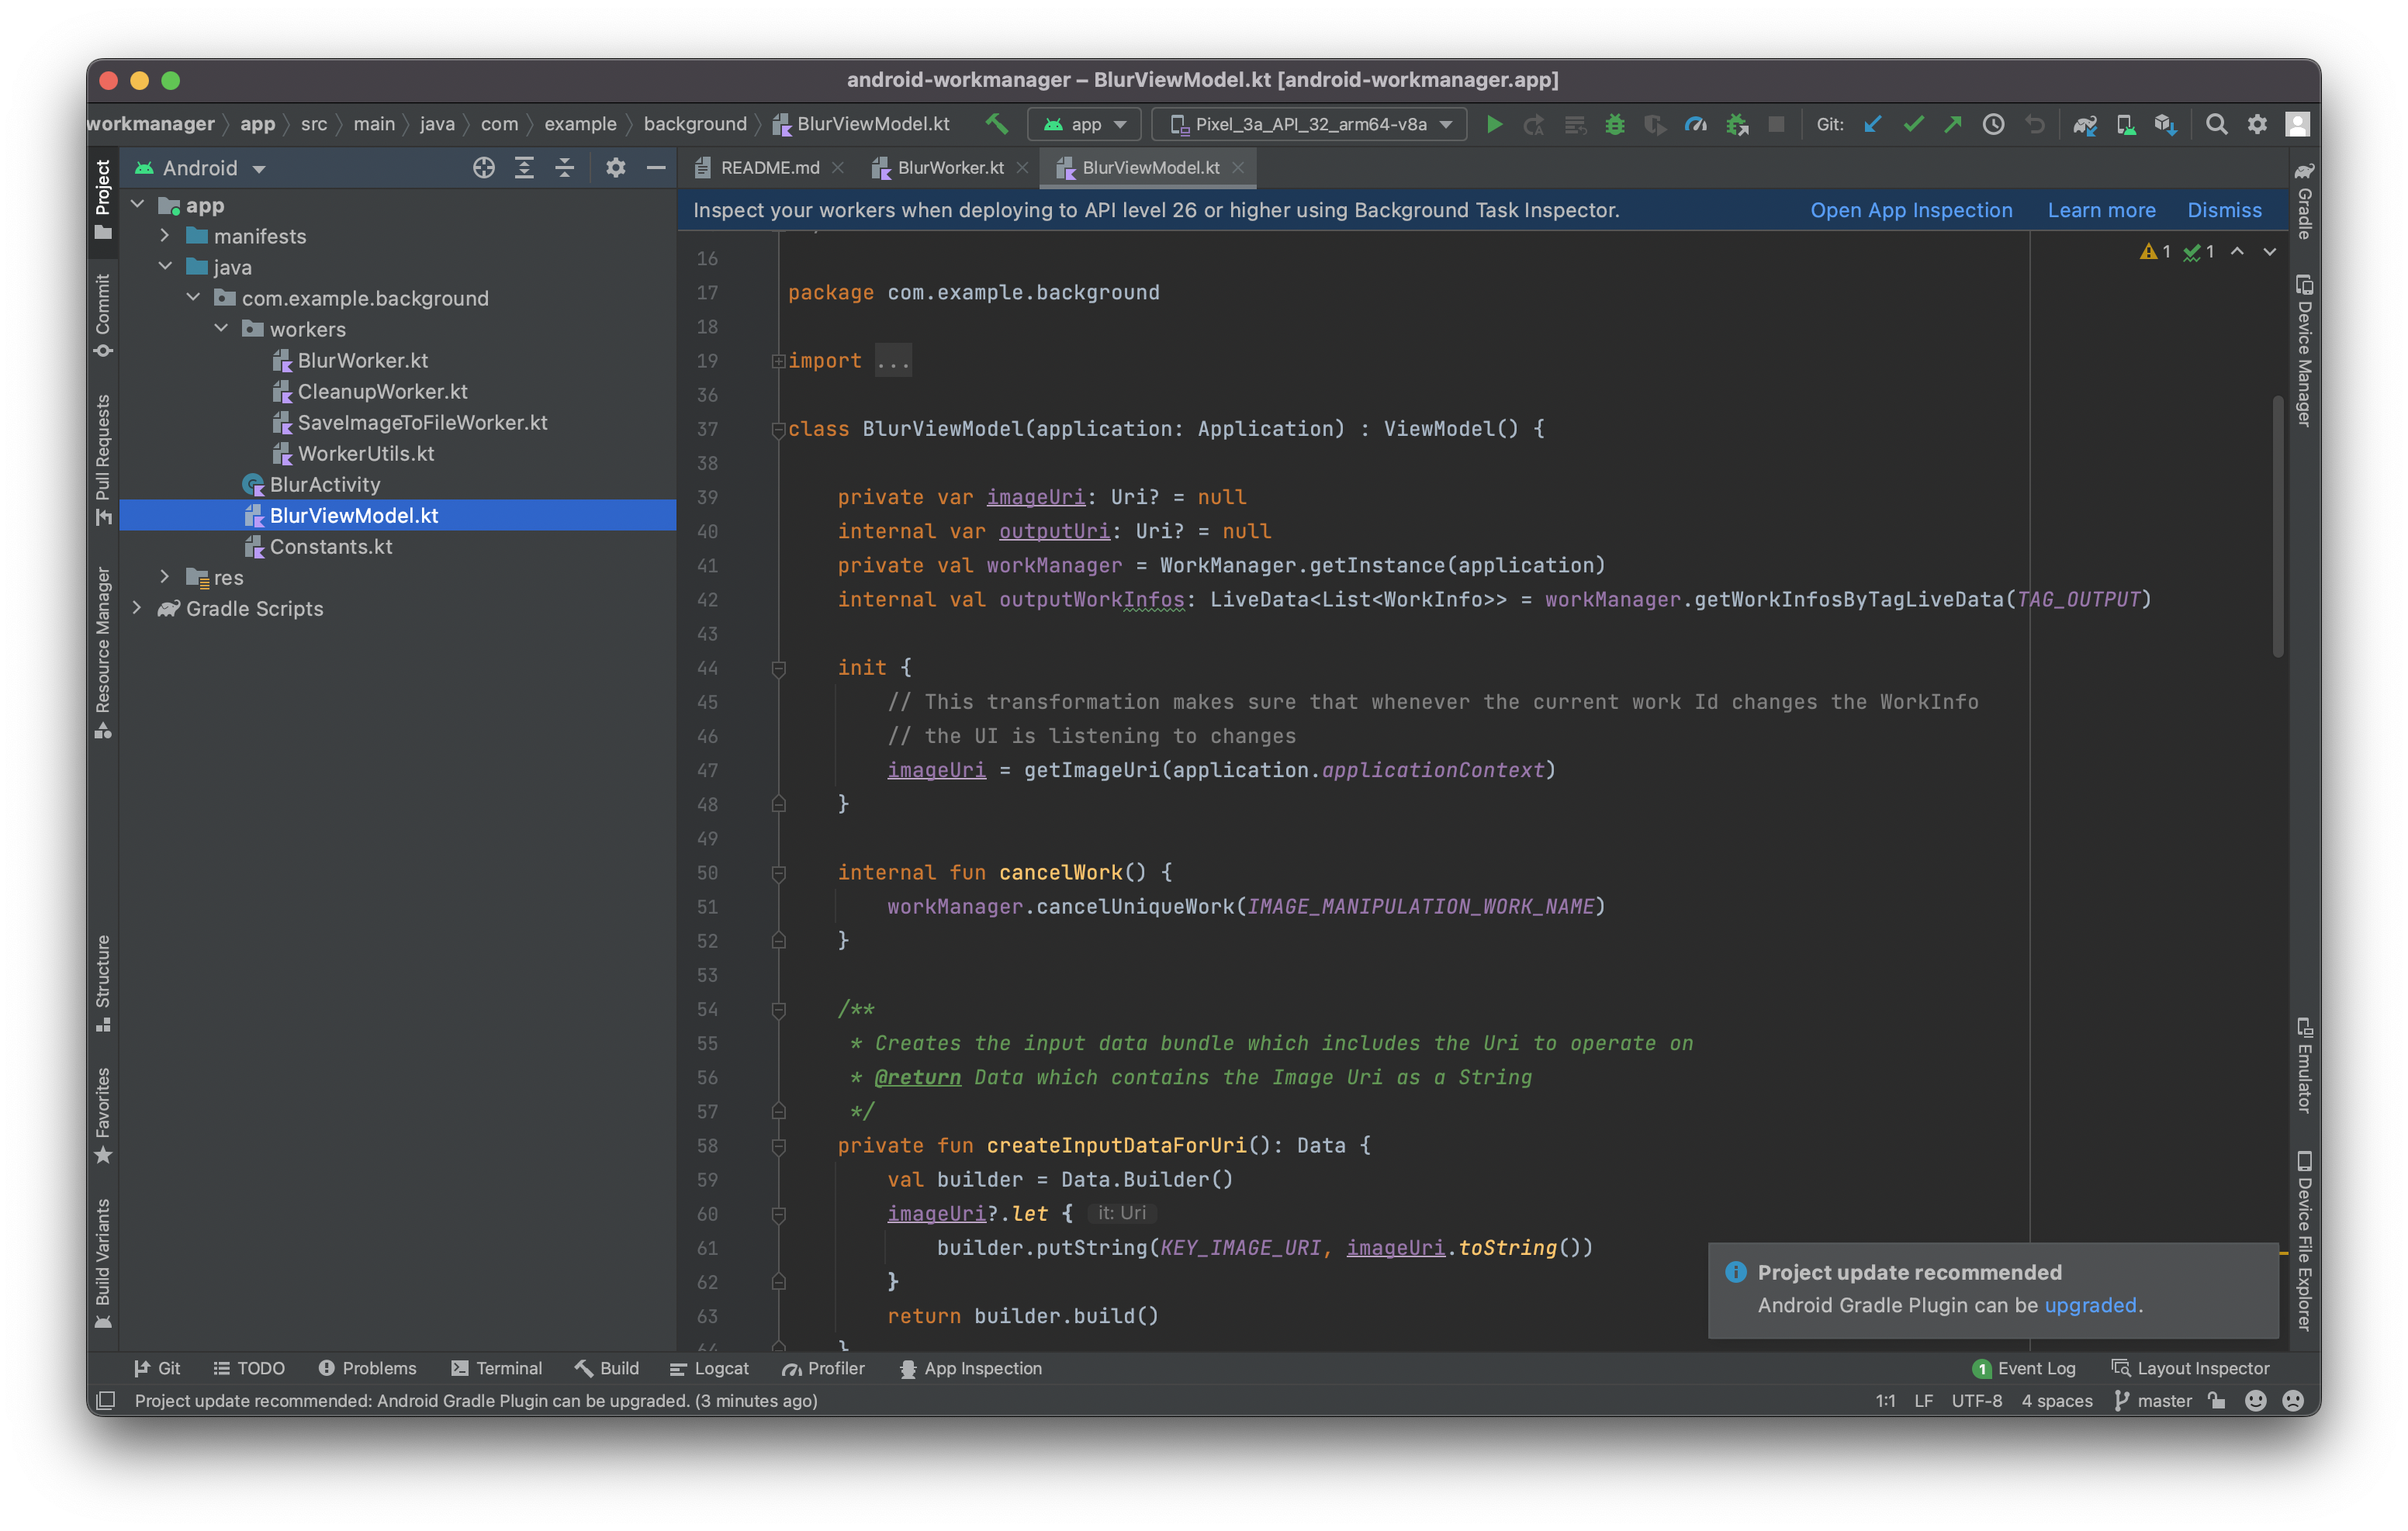 android-workmanager – BlurViewModel.kt [android-workmanager.app]
workmanager app src main java com example background BlurViewModel.kt app Pixel_3a_API_32_arm64-v8a Git:
Android
README.md BlurWorker.kt BlurViewModel.kt
Inspect your workers when deploying to API level 26 or higher using Background Task Inspector. Open App Inspection Learn more Dismiss
1 1
Project
Commit
Pull Requests
Resource Manager
Structure
Favorites
Build Variants
app
manifests
java
com.example.background
workers
BlurWorker.kt
CleanupWorker.kt
SaveImageToFileWorker.kt
WorkerUtils.kt
BlurActivity
BlurViewModel.kt
Constants.kt
res
Gradle Scripts
16
17 package com.example.background
18
19 import ...
36
37 class BlurViewModel(application: Application) : ViewModel() {
38
39 private var imageUri: Uri? = null
40 internal var outputUri: Uri? = null
41 private val workManager = WorkManager.getInstance(application)
42 internal val outputWorkInfos: LiveData<List<WorkInfo>> = workManager.getWorkInfosByTagLiveData(TAG_OUTPUT)
43
44 init {
45 // This transformation makes sure that whenever the current work Id changes the WorkInfo
46 // the UI is listening to changes
47 imageUri = getImageUri(application.applicationContext)
48 }
49
50 internal fun cancelWork() {
51 workManager.cancelUniqueWork(IMAGE_MANIPULATION_WORK_NAME)
52 }
53
54 /**
55 * Creates the input data bundle which includes the Uri to operate on
56 * @return Data which contains the Image Uri as a String
57 */
58 private fun createInputDataForUri(): Data {
59 val builder = Data.Builder()
60 imageUri?.let { it: Uri
61 builder.putString(KEY_IMAGE_URI, imageUri.toString())
62 }
63 return builder.build()
64 }
Gradle
Device Manager
Emulator
Device File Explorer
Project update recommended
Android Gradle Plugin can be upgraded.
Git TODO Problems Terminal Build Logcat Profiler App Inspection 1 Event Log Layout Inspector
Project update recommended: Android Gradle Plugin can be upgraded. (3 minutes ago) 1:1 LF UTF-8 4 spaces master